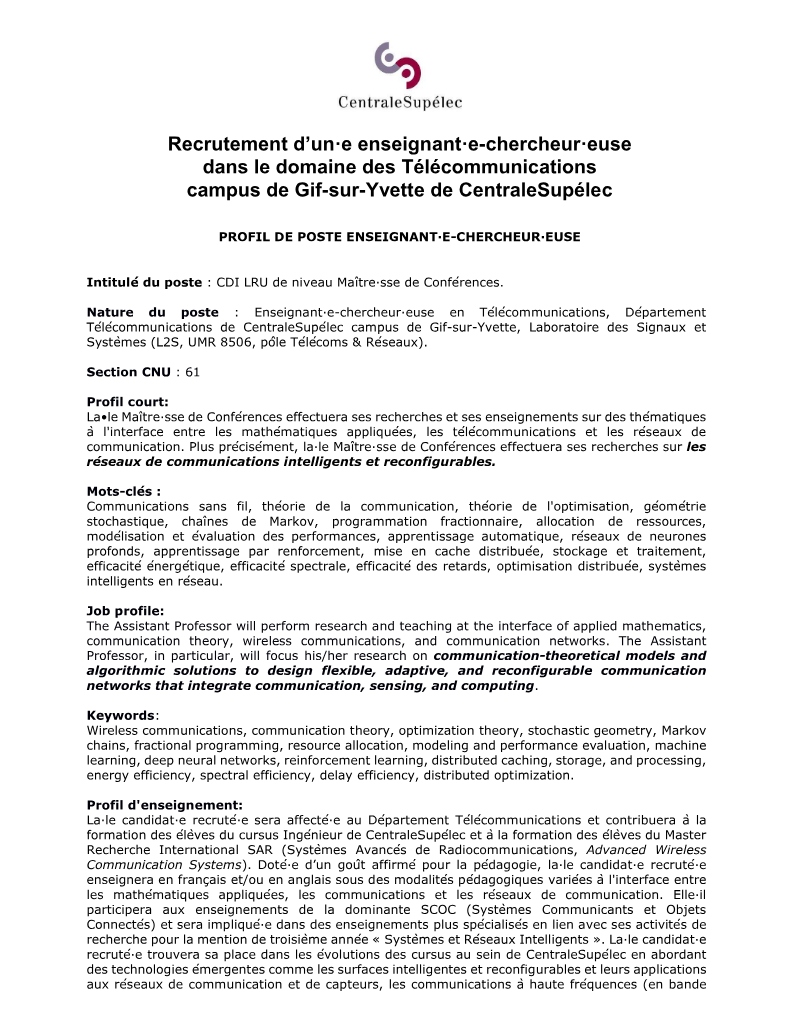 CentraleSupélec
Recrutement d'un·e enseignant·e-chercheur·euse
dans le domaine des Télécommunications
campus de Gif-sur-Yvette de CentraleSupélec
PROFIL DE POSTE ENSEIGNANT·E-CHERCHEUR·EUSE
Intitulé du poste : CDI LRU de niveau Maître·sse de Conférences.
Nature du poste : Enseignant·e-chercheur·euse en Télécommunications, Département
Télécommunications de CentraleSupélec campus de Gif-sur-Yvette, Laboratoire des Signaux et
Systèmes (L2S, UMR 8506, pôle Télécoms & Réseaux).
Section CNU : 61
Profil court:
La•le Maître·sse de Conférences effectuera ses recherches et ses enseignements sur des thématiques
à l'interface entre les mathématiques appliquées, les télécommunications et les réseaux de
communication. Plus précisément, la·le Maître·sse de Conférences effectuera ses recherches sur les
réseaux de communications intelligents et reconfigurables.
Mots-clés :
Communications sans fil, théorie de la communication, théorie de l'optimisation, géométrie
stochastique, chaînes de Markov, programmation fractionnaire, allocation de ressources,
modélisation et évaluation des performances, apprentissage automatique, réseaux de neurones
profonds, apprentissage par renforcement, mise en cache distribuée, stockage et traitement,
efficacité énergétique, efficacité spectrale, efficacité des retards, optimisation distribuée, systèmes
intelligents en réseau.
Job profile:
The Assistant Professor will perform research and teaching at the interface of applied mathematics,
communication theory, wireless communications, and communication networks. The Assistant
Professor, in particular, will focus his/her research on communication-theoretical models and
algorithmic solutions to design flexible, adaptive, and reconfigurable communication
networks that integrate communication, sensing, and computing.
Keywords:
Wireless communications, communication theory, optimization theory, stochastic geometry, Markov
chains, fractional programming, resource allocation, modeling and performance evaluation, machine
learning, deep neural networks, reinforcement learning, distributed caching, storage, and processing,
energy efficiency, spectral efficiency, delay efficiency, distributed optimization.
Profil d'enseignement:
La·le candidat·e recruté·e sera affecté·e au Département Télécommunications et contribuera à la
formation des élèves du cursus Ingénieur de CentraleSupélec et à la formation des élèves du Master
Recherche International SAR (Systèmes Avancés de Radiocommunications, Advanced Wireless
Communication Systems). Doté·e d'un goût affirmé pour la pédagogie, la·le candidat·e recruté·e
enseignera en français et/ou en anglais sous des modalités pédagogiques variées à l'interface entre
les mathématiques appliquées, les communications et les réseaux de communication. Elle·il
participera aux enseignements de la dominante SCOC (Systèmes Communicants et Objets
Connectés) et sera impliqué·e dans des enseignements plus spécialisés en lien avec ses activités de
recherche pour la mention de troisième année « Systèmes et Réseaux Intelligents ». La·le candidat·e
recruté·e trouvera sa place dans les évolutions des cursus au sein de CentraleSupélec en abordant
des technologies émergentes comme les surfaces intelligentes et reconfigurables et leurs applications
aux réseaux de communication et de capteurs, les communications à haute fréquences (en bande